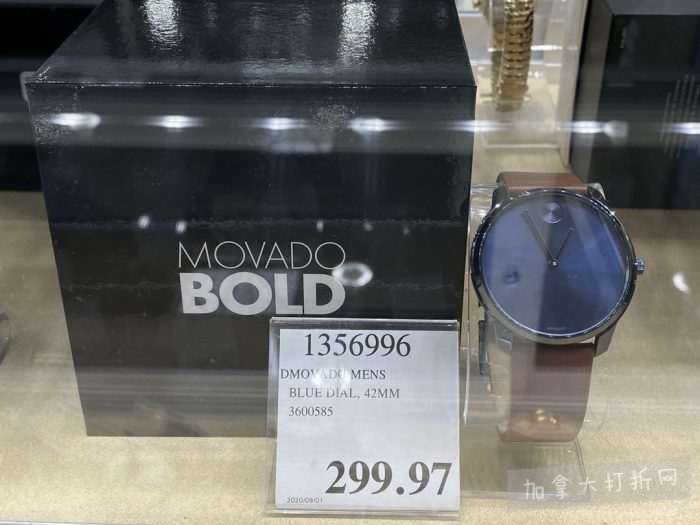 MOVADO
BOLD
1356996
DMOVADO MENS
BLUE DIAL, 42MM
3600585
299.97
2020/09/01
加拿大打折网